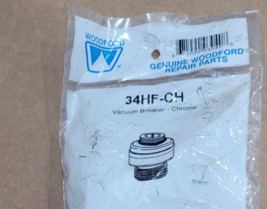 WOODFORD
GENUINE WOODFORD
REPAIR PARTS
34HF-CH
Vacuum Breaker - Chrome